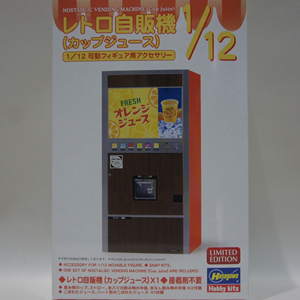 NOSTALGIC VENDING MACHINE (Cup Juice)
レトロ自販機
(カップジュース)
1/12
1/12 可動フィギュア用アクセサリー
FRESH
オレンジ
ジュース
ACCESSORY FOR 1/12 MOVABLE FIGURE. ● SNAP KITS.
● ONE SET OF NOSTALGIC VENDING MACHINE (Cup Juice) ARE INCLUDED.
◆レトロ自販機(カップジュース)X1◆接着剤不要
LIMITED
EDITION
Hasegawa
Hobby kits